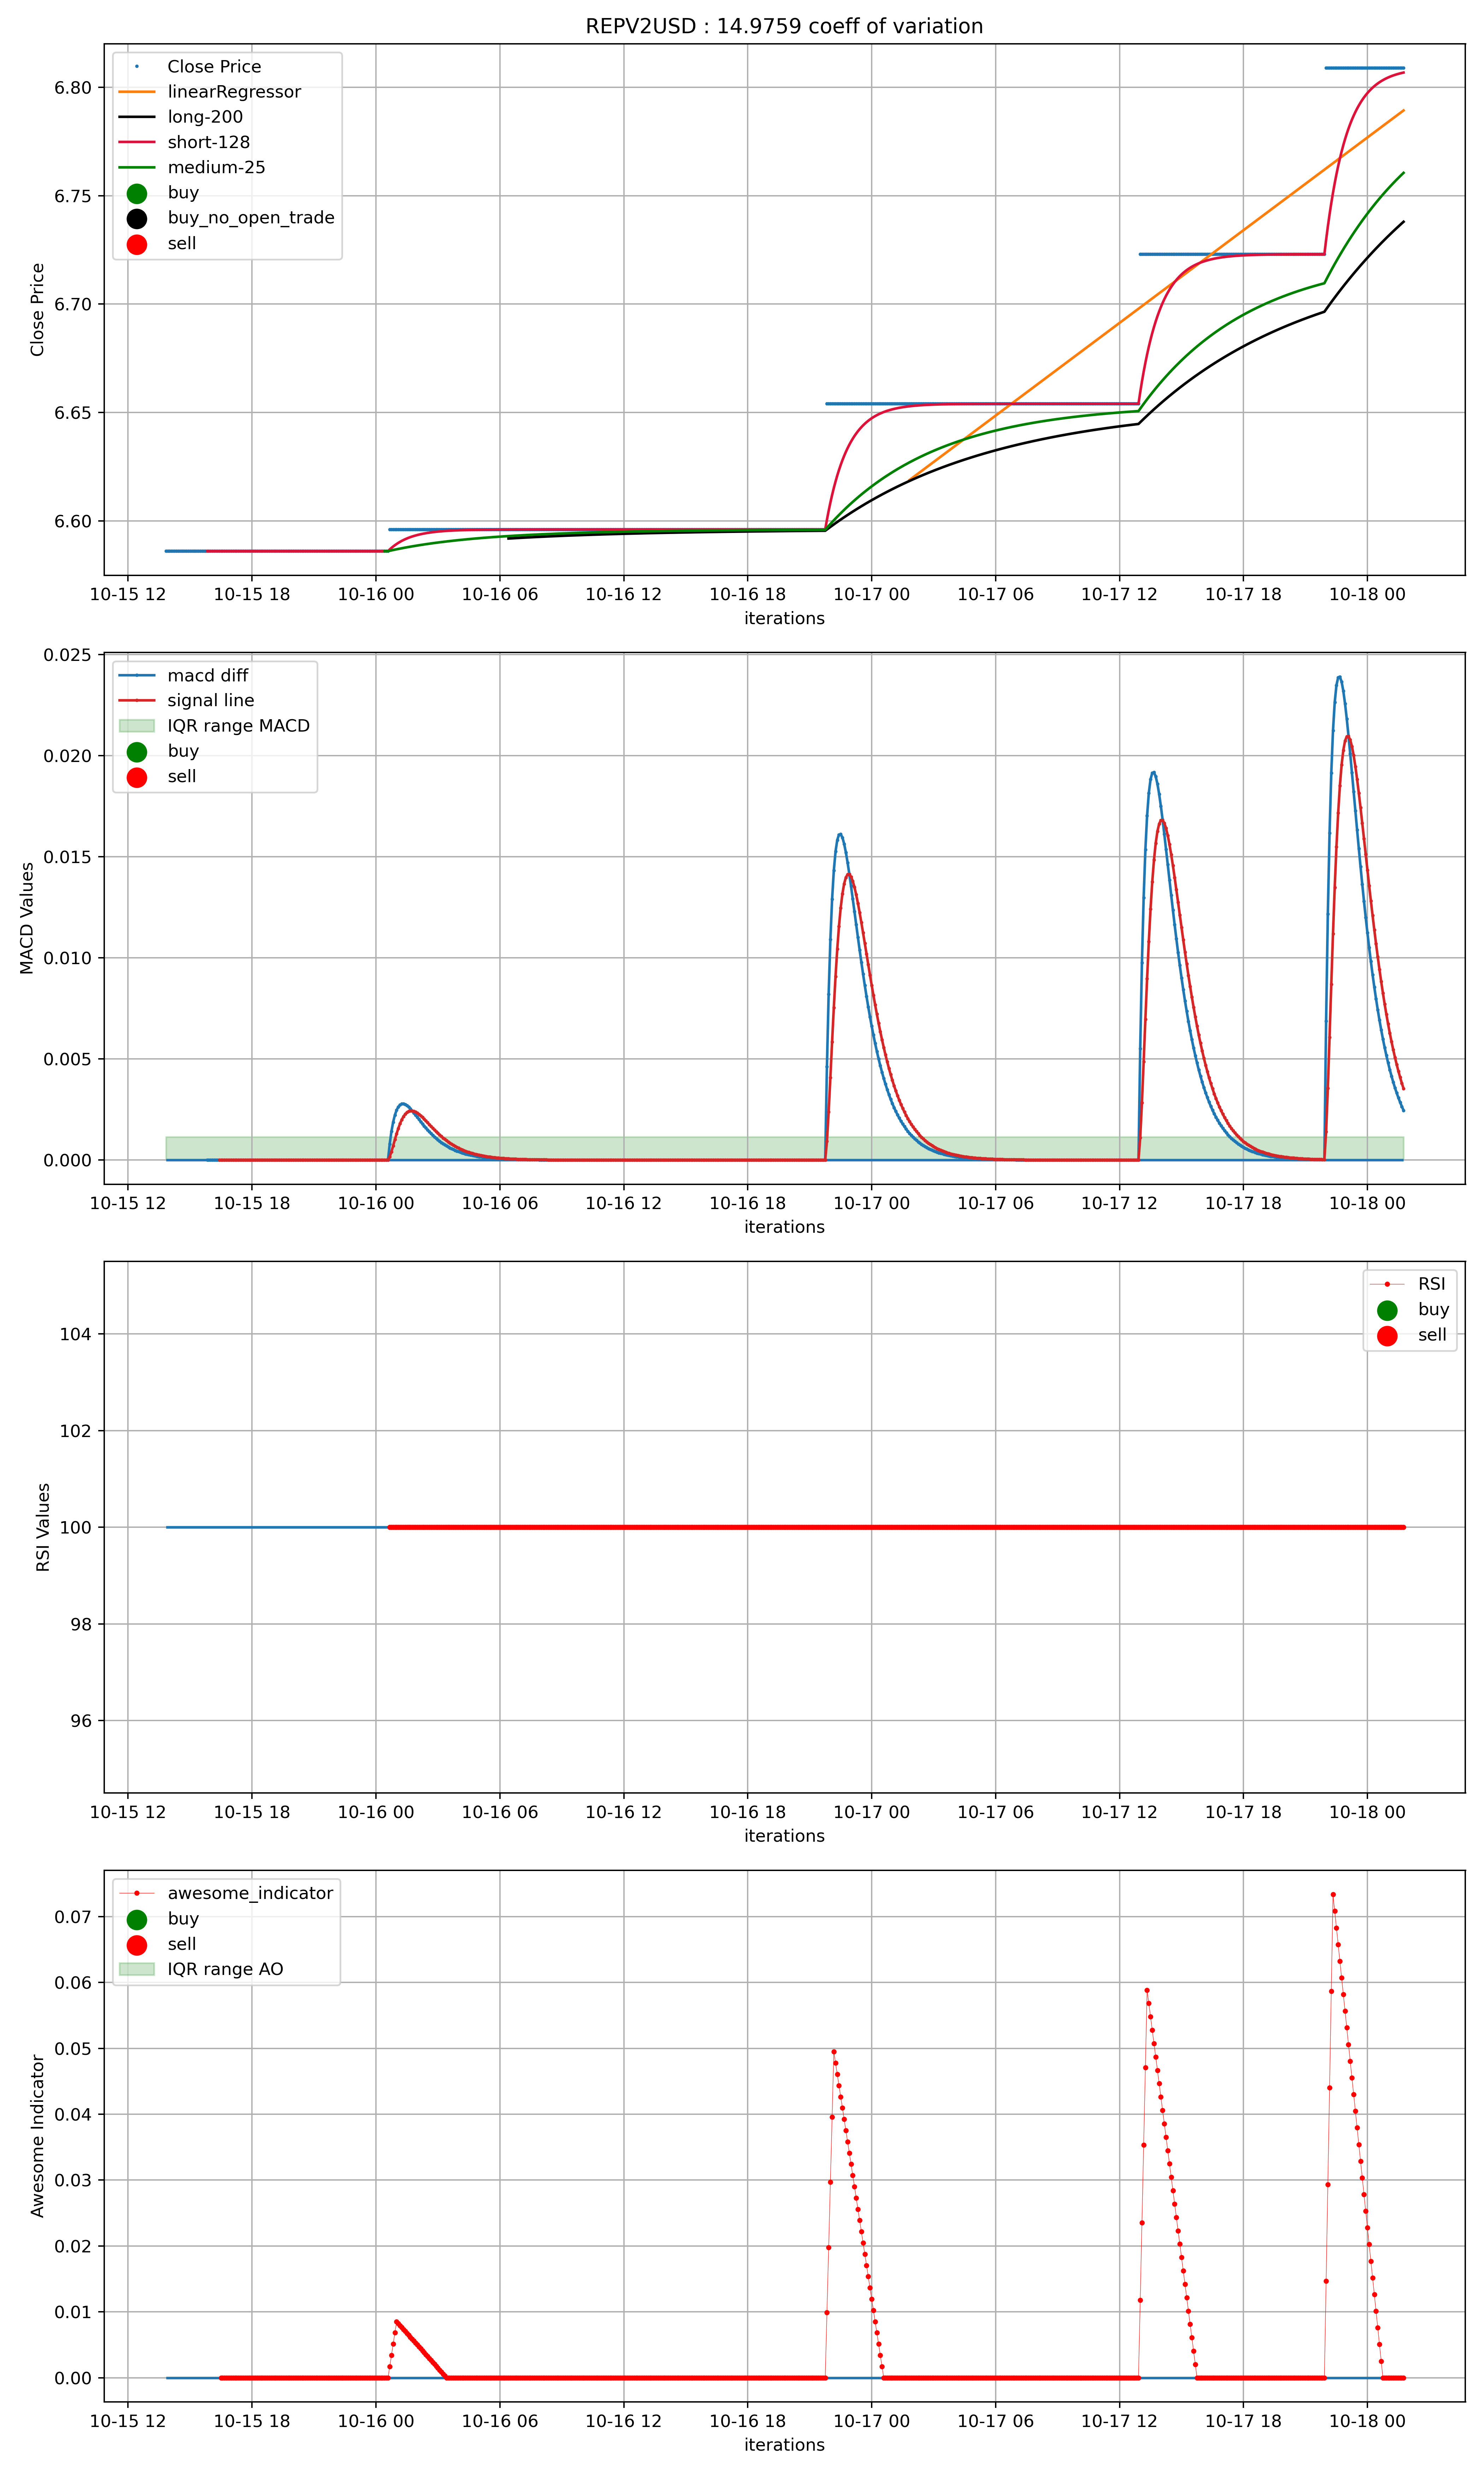 REPV2USD : 14.9759 coeff of variation
Close Price
linearRegressor
long-200
short-128
medium-25
buy
buy_no_open_trade
sell
Close Price
6.80
6.75
6.70
6.65
6.60
10-15 12 10-15 18 10-16 00 10-16 06 10-16 12 10-16 18 10-17 00 10-17 06 10-17 12 10-17 18 10-18 00
iterations
macd diff
signal line
IQR range MACD
buy
sell
MACD Values
0.025
0.020
0.015
0.010
0.005
0.000
10-15 12 10-15 18 10-16 00 10-16 06 10-16 12 10-16 18 10-17 00 10-17 06 10-17 12 10-17 18 10-18 00
iterations
RSI
buy
sell
RSI Values
104
102
100
98
96
10-15 12 10-15 18 10-16 00 10-16 06 10-16 12 10-16 18 10-17 00 10-17 06 10-17 12 10-17 18 10-18 00
iterations
awesome_indicator
buy
sell
IQR range AO
Awesome Indicator
0.07
0.06
0.05
0.04
0.03
0.02
0.01
0.00
10-15 12 10-15 18 10-16 00 10-16 06 10-16 12 10-16 18 10-17 00 10-17 06 10-17 12 10-17 18 10-18 00
iterations